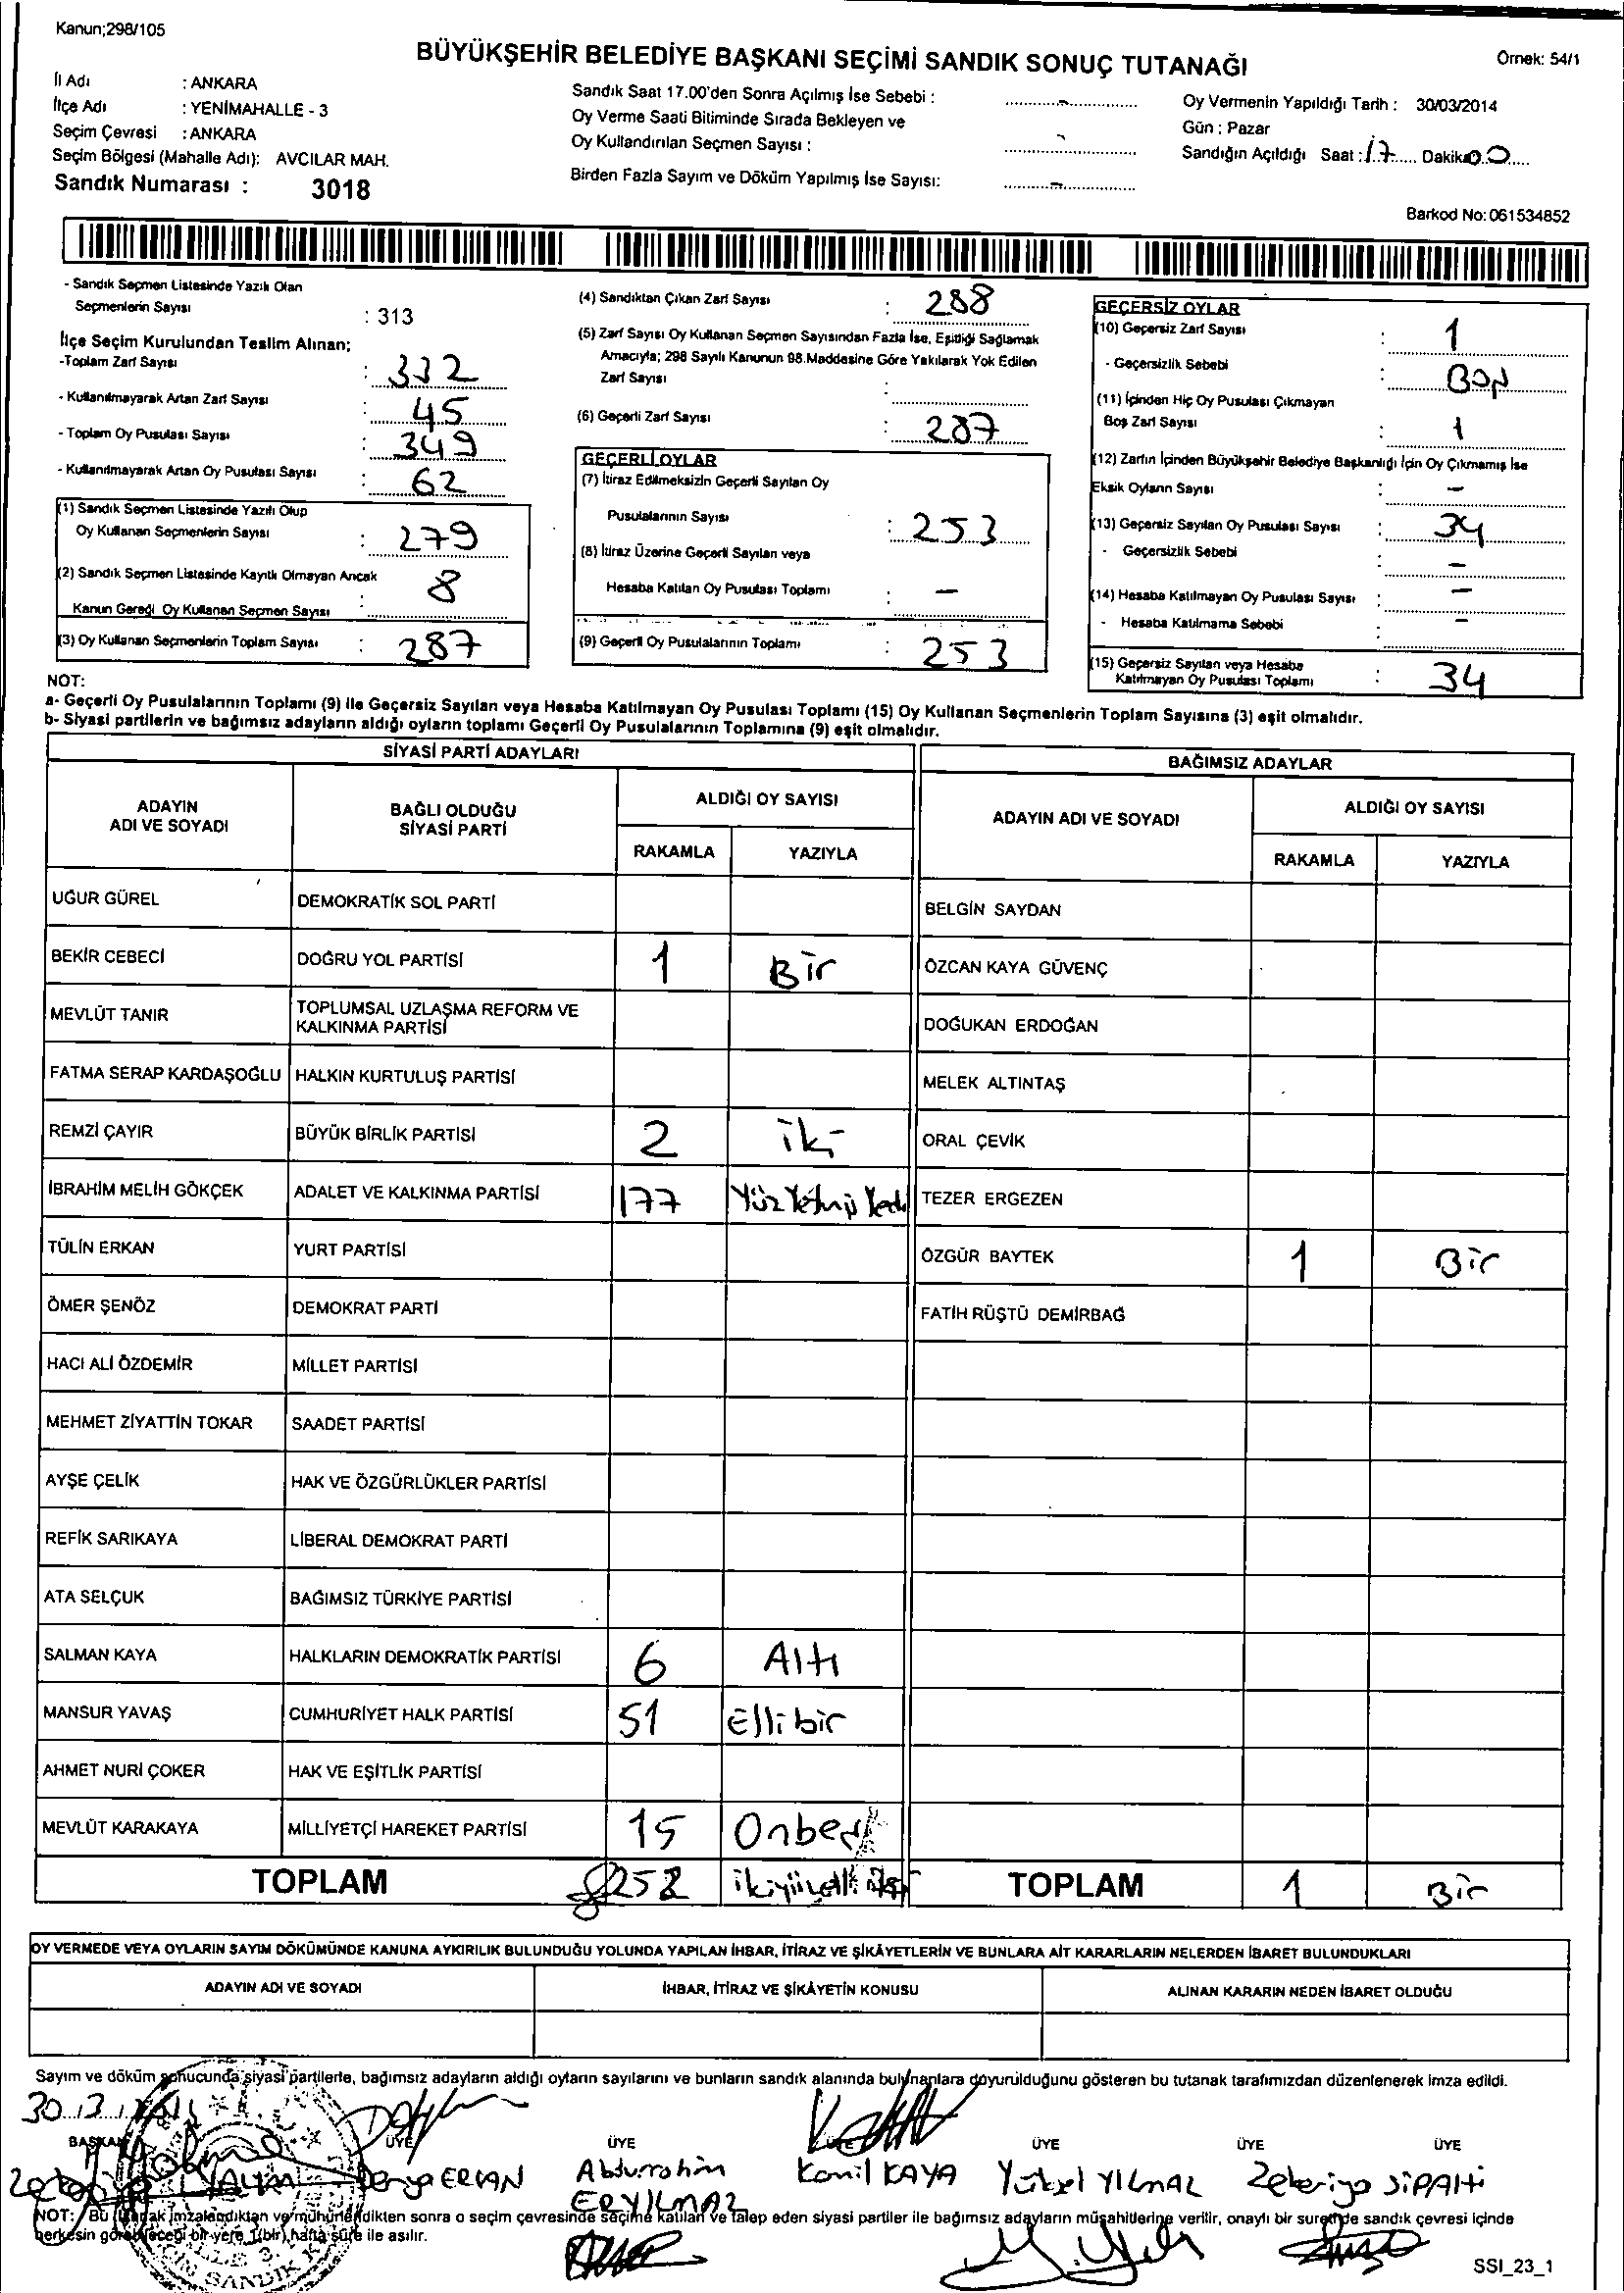 Kanun;298/105
BÜYÜKŞEHİR BELEDİYE BAŞKANI SEÇİMİ SANDIK SONUÇ TUTANAĞI
Örnek: 54/1
İl Adı : ANKARA
İlçe Adı : YENİMAHALLE - 3
Seçim Çevresi : ANKARA
Seçim Bölgesi (Mahalle Adı): AVCILAR MAH.
Sandık Numarası : 3018
Sandık Saat 17.00'den Sonra Açılmış İse Sebebi : -
Oy Verme Saati Bitiminde Sırada Bekleyen ve
Oy Kullandırılan Seçmen Sayısı : -
Birden Fazla Sayım ve Döküm Yapılmış İse Sayısı: -
Oy Vermenin Yapıldığı Tarih : 30/03/2014
Gün : Pazar
Sandığın Açıldığı Saat : 17 Dakika 00
Barkod No: 061534852
- Sandık Seçmen Listesinde Yazılı Olan
Seçmenlerin Sayısı : 313
İlçe Seçim Kurulundan Teslim Alınan;
-Toplam Zarf Sayısı : 332
- Kullanılmayarak Artan Zarf Sayısı : 45
- Toplam Oy Pusulası Sayısı : 349
- Kullanılmayarak Artan Oy Pusulası Sayısı : 62
(1) Sandık Seçmen Listesinde Yazılı Olup
Oy Kullanan Seçmenlerin Sayısı : 279
(2) Sandık Seçmen Listesinde Kayıtlı Olmayan Ancak
Kanun Gereği Oy Kullanan Seçmen Sayısı : 8
(3) Oy Kullanan Seçmenlerin Toplam Sayısı : 287
(4) Sandıktan Çıkan Zarf Sayısı : 288
(5) Zarf Sayısı Oy Kullanan Seçmen Sayısından Fazla İse, Eşitliği Sağlamak
Amacıyla; 298 Sayılı Kanunun 98.Maddesine Göre Yakılarak Yok Edilen
Zarf Sayısı :
(6) Geçerli Zarf Sayısı : 287
GEÇERLİ OYLAR
(7) İtiraz Edilmeksizin Geçerli Sayılan Oy
Pusulalarının Sayısı : 253
(8) İtiraz Üzerine Geçerli Sayılan veya
Hesaba Katılan Oy Pusulası Toplamı : -
(9) Geçerli Oy Pusulalarının Toplamı : 253
GEÇERSİZ OYLAR
(10) Geçersiz Zarf Sayısı : 1
- Geçersizlik Sebebi :
(11) İçinden Hiç Oy Pusulası Çıkmayan
Boş Zarf Sayısı : 1
(12) Zarfın İçinden Büyükşehir Belediye Başkanlığı İçin Oy Çıkmamış İse
Eksik Oyların Sayısı : -
(13) Geçersiz Sayılan Oy Pusulası Sayısı : 34
- Geçersizlik Sebebi -
(14) Hesaba Katılmayan Oy Pusulası Sayısı : -
- Hesaba Katılmama Sebebi : -
(15) Geçersiz Sayılan veya Hesaba
Katılmayan Oy Pusulası Toplamı : 34
NOT:
a- Geçerli Oy Pusulalarının Toplamı (9) ile Geçersiz Sayılan veya Hesaba Katılmayan Oy Pusulası Toplamı (15) Oy Kullanan Seçmenlerin Toplam Sayısına (3) eşit olmalıdır.
b- Siyasi partilerin ve bağımsız adayların aldığı oyların toplamı Geçerli Oy Pusulalarının Toplamına (9) eşit olmalıdır.
SİYASİ PARTİ ADAYLARI
ADAYIN ADI VE SOYADI BAĞLI OLDUĞU SİYASİ PARTİ ALDIĞI OY SAYISI RAKAMLA YAZIYLA
UĞUR GÜREL DEMOKRATİK SOL PARTİ
BEKİR CEBECİ DOĞRU YOL PARTİSİ 1 Bir
MEVLÜT TANIR TOPLUMSAL UZLAŞMA REFORM VE KALKINMA PARTİSİ
FATMA SERAP KARDAŞOĞLU HALKIN KURTULUŞ PARTİSİ
REMZİ ÇAYIR BÜYÜK BİRLİK PARTİSİ 2 iki
İBRAHİM MELİH GÖKÇEK ADALET VE KALKINMA PARTİSİ 177 Yüz Yetmiş Yedi
TÜLİN ERKAN YURT PARTİSİ
ÖMER ŞENÖZ DEMOKRAT PARTİ
HACI ALİ ÖZDEMİR MİLLET PARTİSİ
MEHMET ZİYATTİN TOKAR SAADET PARTİSİ
AYŞE ÇELİK HAK VE ÖZGÜRLÜKLER PARTİSİ
REFİK SARIKAYA LİBERAL DEMOKRAT PARTİ
ATA SELÇUK BAĞIMSIZ TÜRKİYE PARTİSİ
SALMAN KAYA HALKLARIN DEMOKRATİK PARTİSİ 6 Altı
MANSUR YAVAŞ CUMHURİYET HALK PARTİSİ 51 Ellibir
AHMET NURİ ÇOKER HAK VE EŞİTLİK PARTİSİ
MEVLÜT KARAKAYA MİLLİYETÇİ HAREKET PARTİSİ 15 Onbeş
TOPLAM 252 ikiyüzelli
BAĞIMSIZ ADAYLAR
ADAYIN ADI VE SOYADI ALDIĞI OY SAYISI RAKAMLA YAZIYLA
BELGİN SAYDAN
ÖZCAN KAYA GÜVENÇ
DOĞUKAN ERDOĞAN
MELEK ALTINTAŞ
ORAL ÇEVİK
TEZER ERGEZEN
ÖZGÜR BAYTEK 1 Bir
FATİH RÜŞTÜ DEMİRBAĞ
TOPLAM 1 Bir
OY VERMEDE VEYA OYLARIN SAYIM DÖKÜMÜNDE KANUNA AYKIRILIK BULUNDUĞU YOLUNDA YAPILAN İHBAR, İTİRAZ VE ŞİKÂYETLERİN VE BUNLARA AİT KARARLARIN NELERDEN İBARET BULUNDUKLARI
ADAYIN ADI VE SOYADI İHBAR, İTİRAZ VE ŞİKÂYETİN KONUSU ALINAN KARARIN NEDEN İBARET OLDUĞU
Sayım ve döküm sonucunda siyasi partilerle, bağımsız adayların aldığı oyların sayılarını ve bunların sandık alanında bulunanlara duyurulduğunu gösteren bu tutanak tarafımızdan düzenlenerek imza edildi.
BAŞKAN ÜYE ÜYE ÜYE ÜYE ÜYE ÜYE
Derya ERCAN Abdurrahim ERYILMAZ Kamil KAYA Yüksel YILMAZ Zekeriya SİPAHİ
NOT: Bu tutanak imzalandıktan ve mühürlendikten sonra o seçim çevresinde seçime katılan ve talep eden siyasi partiler ile bağımsız adayların müşahitlerine verilir, onaylı bir suretide sandık çevresi içinde
herkesin görebileceği bir yere 1(bir) hafta süre ile asılır.
SSI_23_1